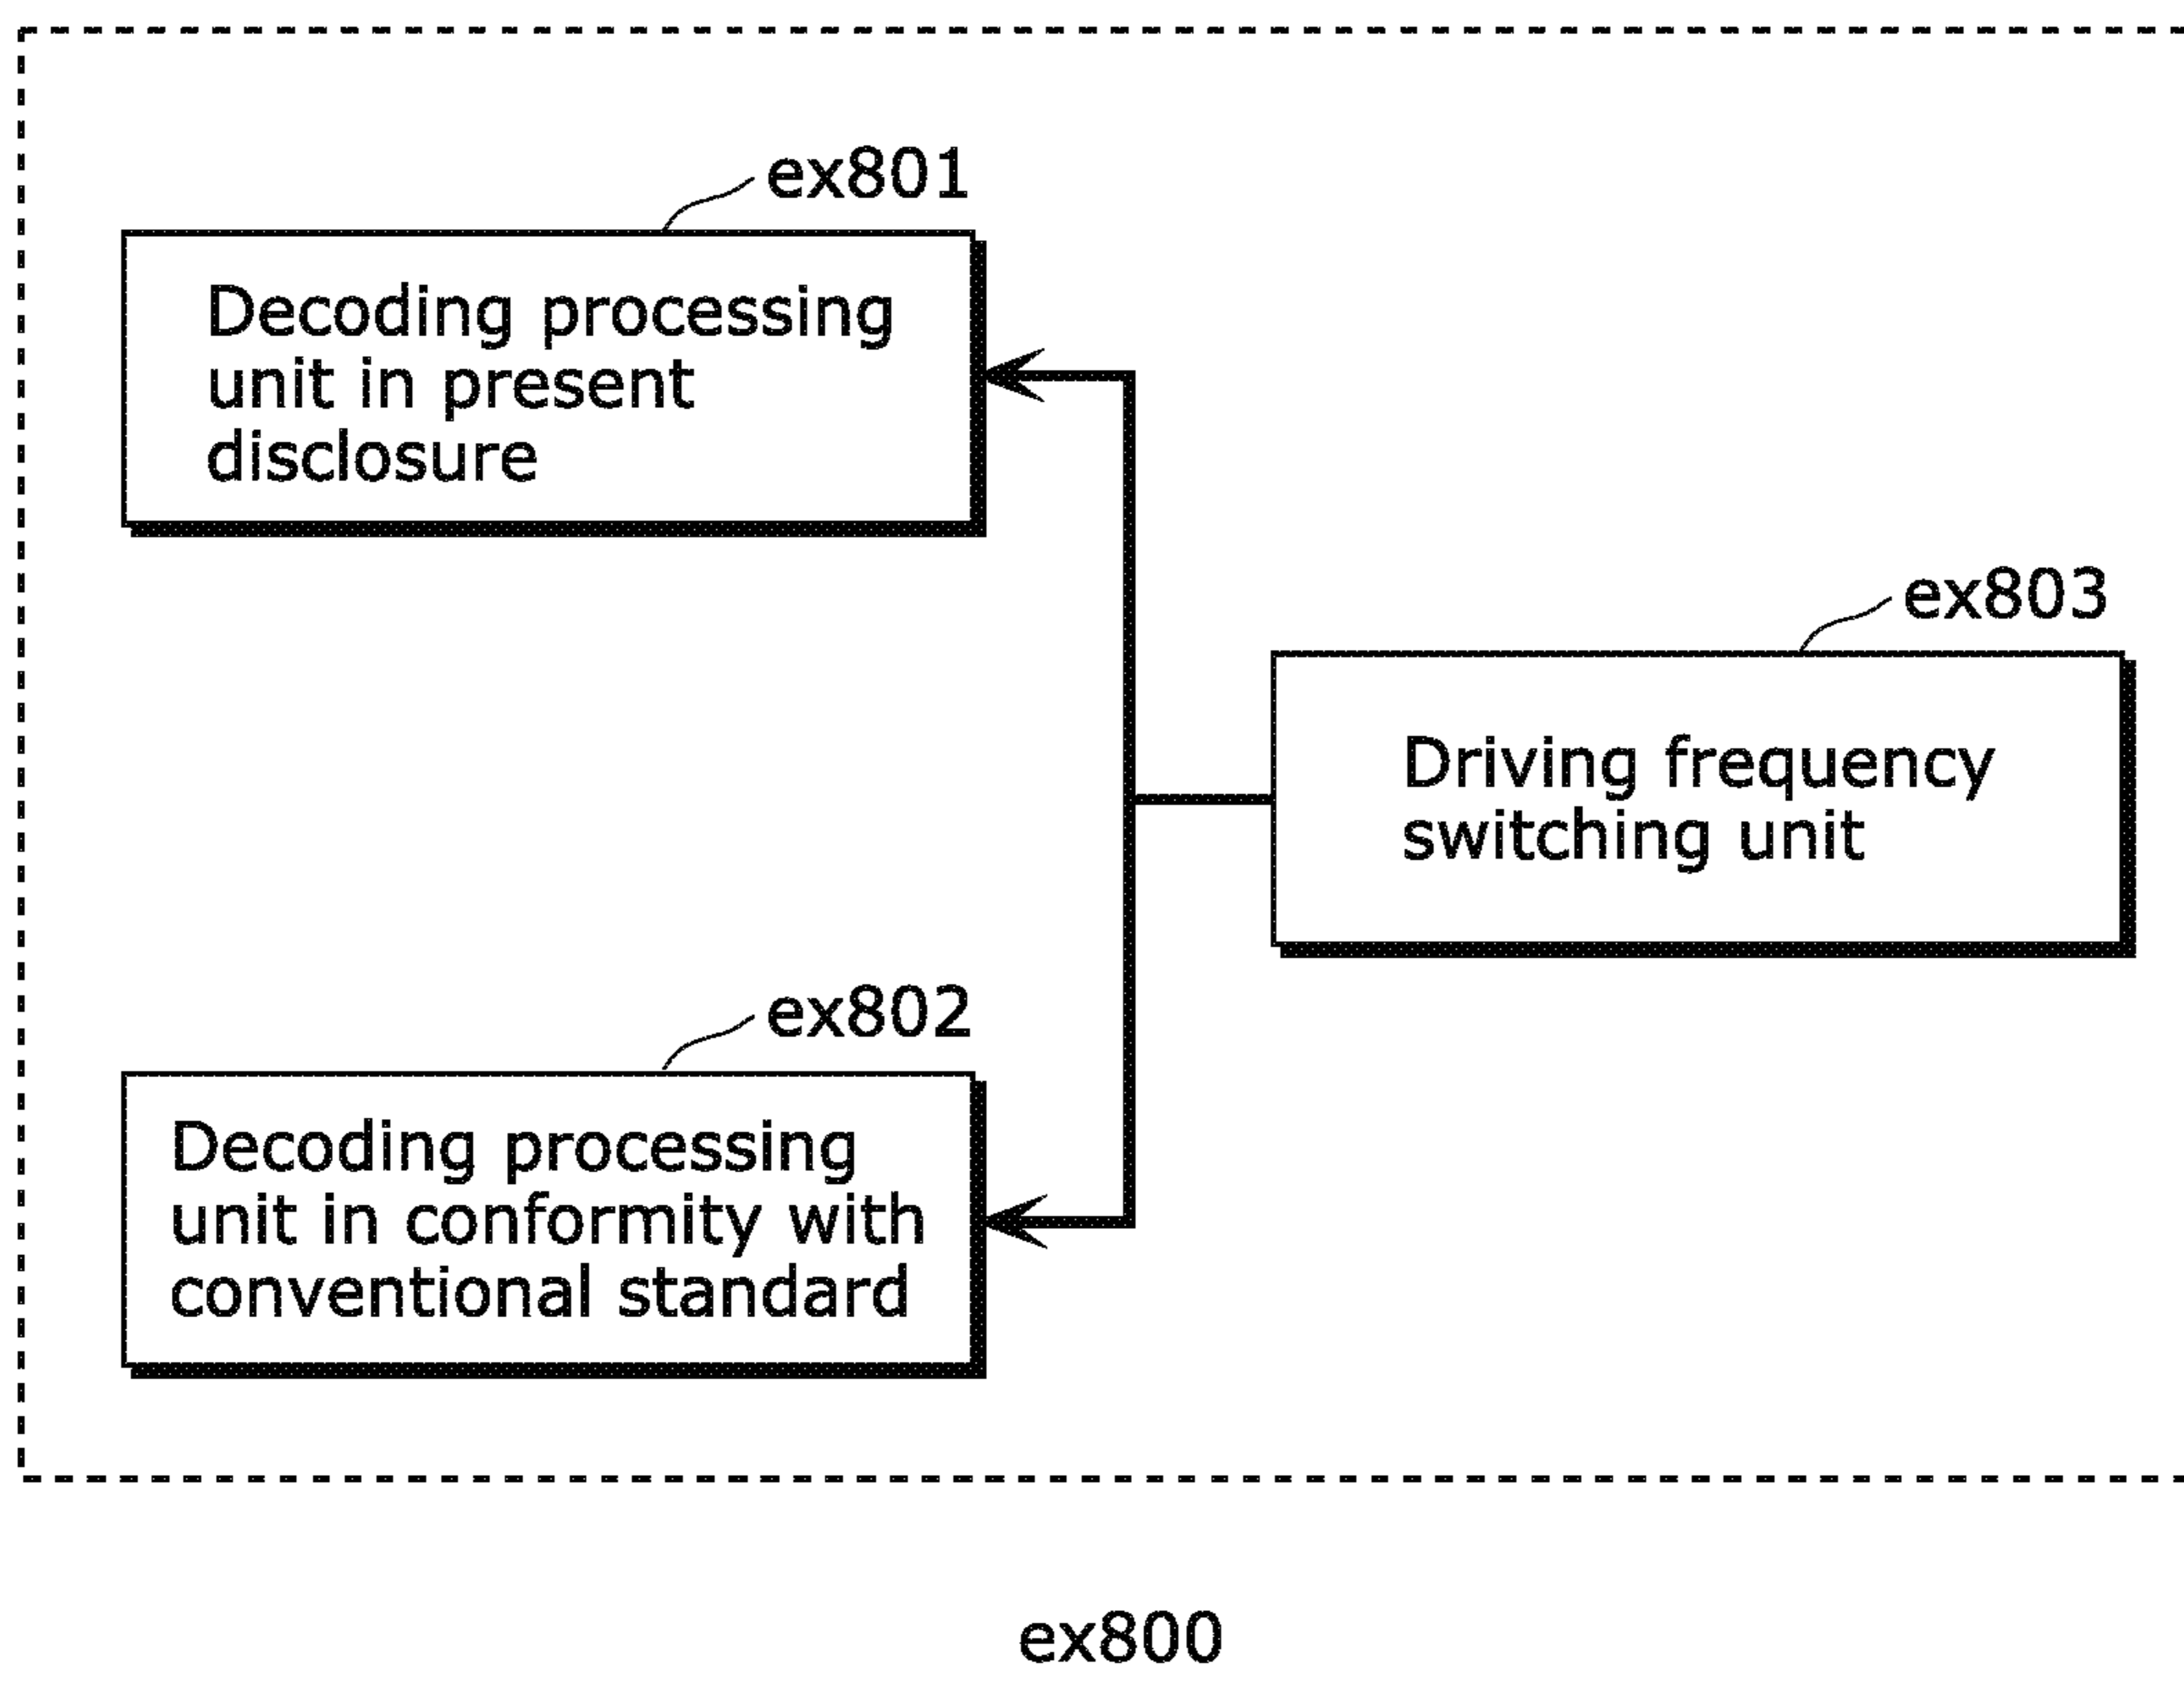 ex801
Decoding processing
unit in present
disclosure
ex803
Driving frequency
switching unit
ex802
Decoding processing
unit in conformity with
conventional standard
ex800